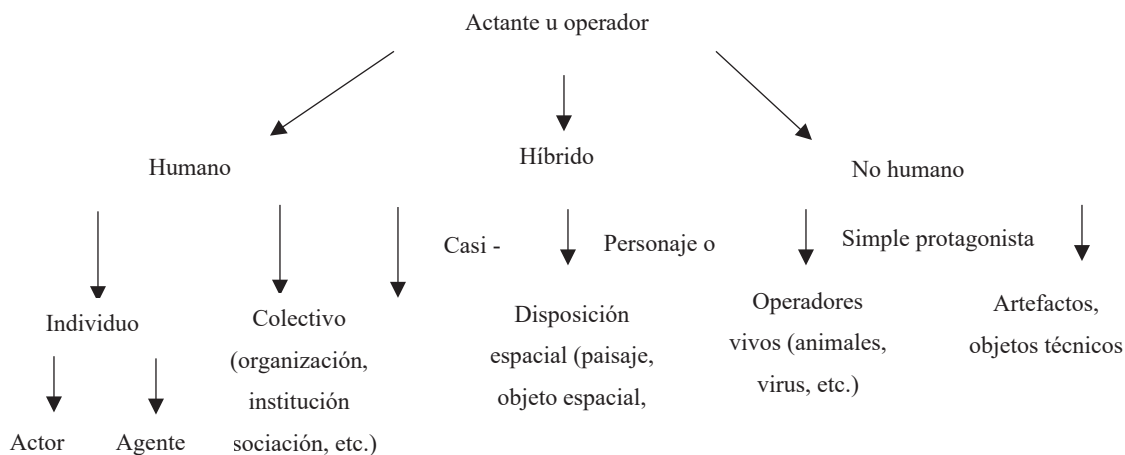 Actante u operador
Humano
Híbrido
No humano
Casi -
Personaje o
Simple protagonista
Individuo
Colectivo
(organización,
institución
sociación, etc.)
Disposición
espacial (paisaje,
objeto espacial,
Operadores
vivos (animales,
virus, etc.)
Artefactos,
objetos técnicos
Actor
Agente